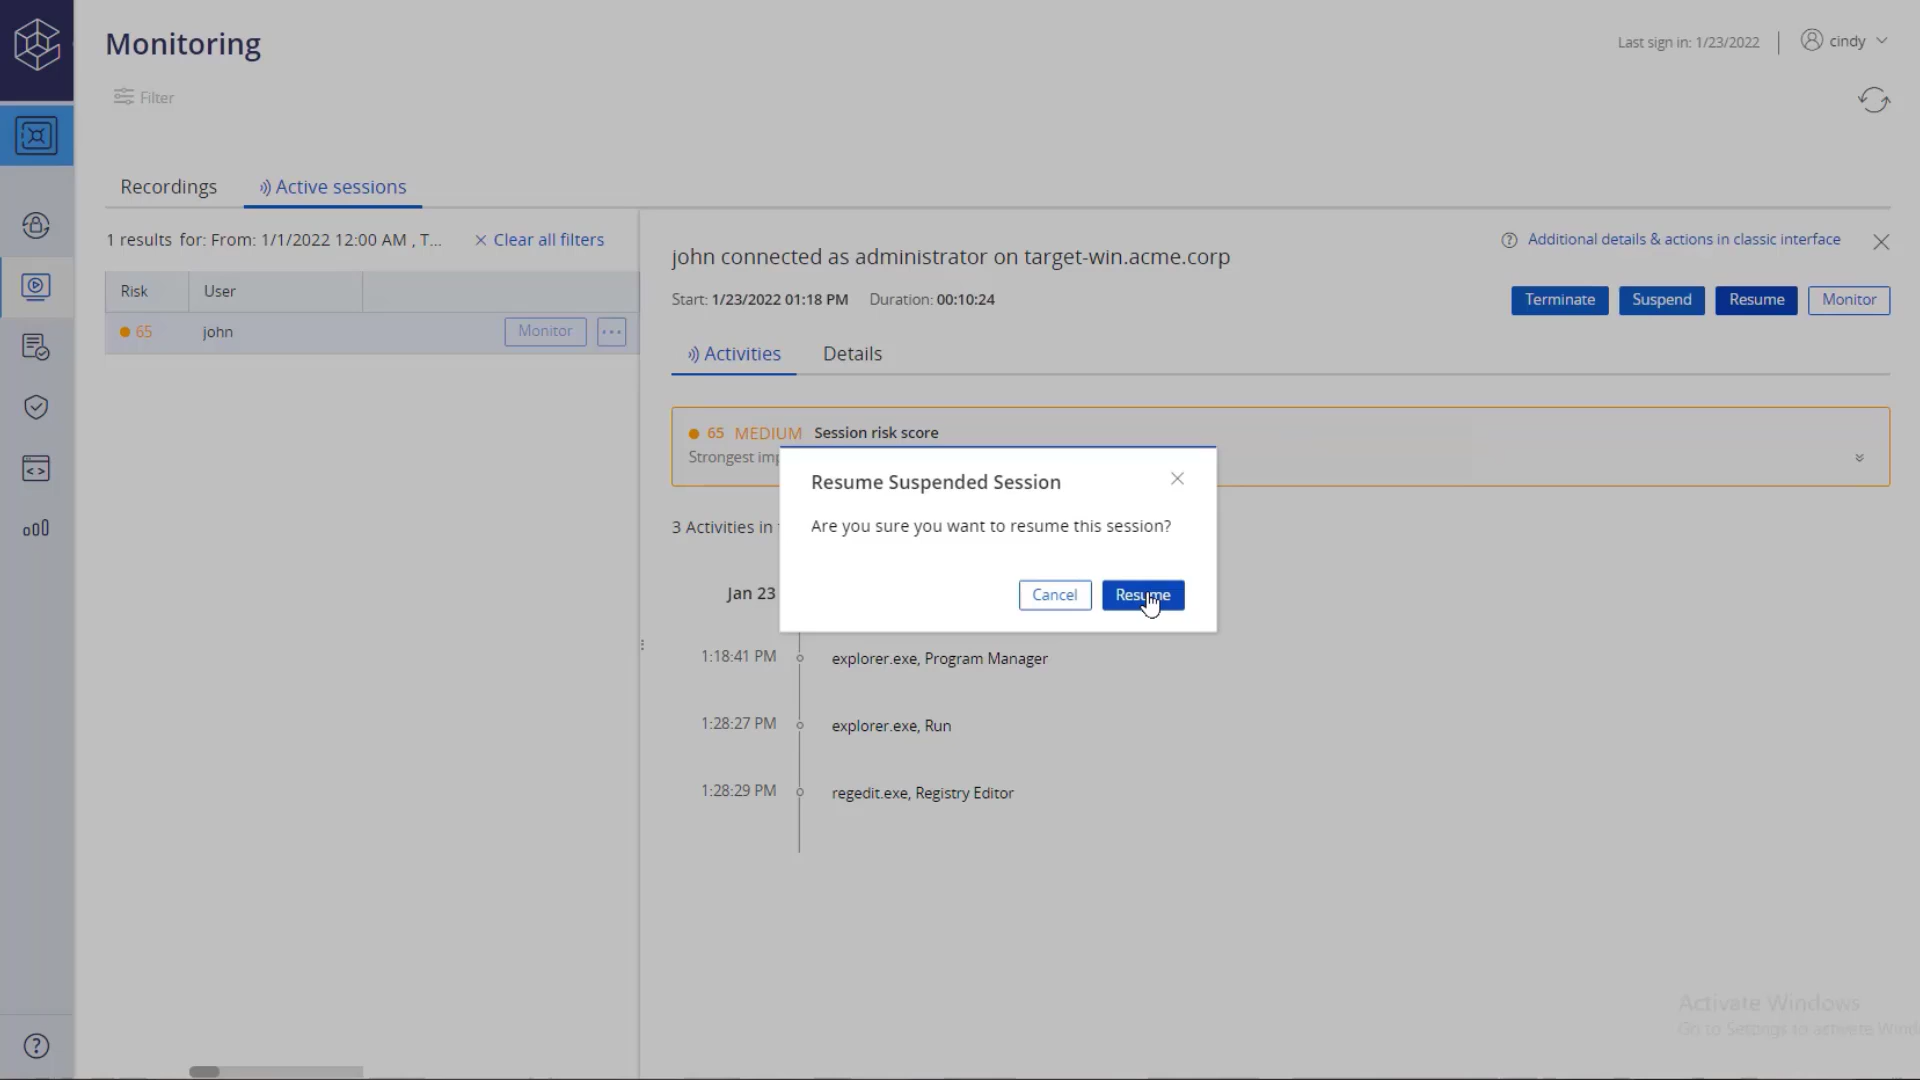 Monitoring
Last sign in: 1/23/2022
cindy
Filter
Recordings
Active sessions
1 results for: From: 1/1/2022 12:00 AM , T...
Clear all filters
Additional details & actions in classic interface
john connected as administrator on target-win.acme.corp
Risk
User
Start: 1/23/2022 01:18 PM Duration: 00:10:24
Terminate
Suspend
Resume
Monitor
65
john
Monitor
Activities
Details
65 MEDIUM Session risk score
Strongest
Resume Suspended Session
Are you sure you want to resume this session?
3 Activities in
Cancel
Resume
Jan 23
1:18:41 PM
explorer.exe, Program Manager
1:28:27 PM
explorer.exe, Run
1:28:29 PM
regedit.exe, Registry Editor
Activate Windows
Go to Settings to activate